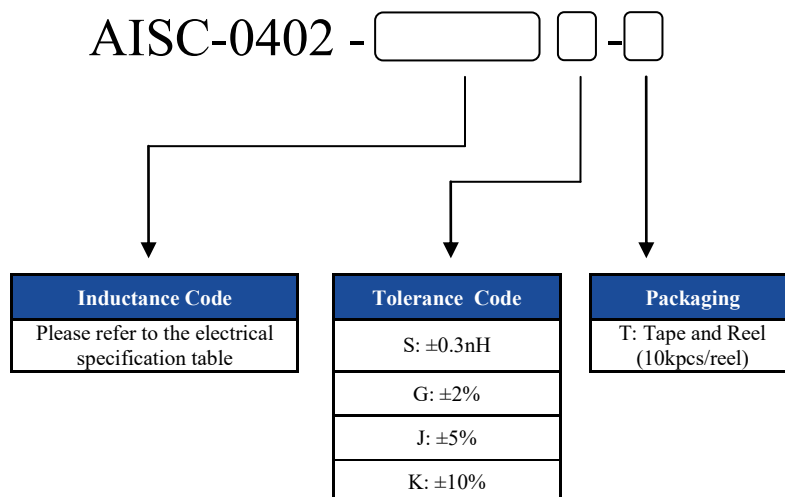 AISC-0402 - -
Inductance Code
Please refer to the electrical
specification table
Tolerance Code
S: ±0.3nH
G: ±2%
J: ±5%
K: ±10%
Packaging
T: Tape and Reel
(10kpcs/reel)